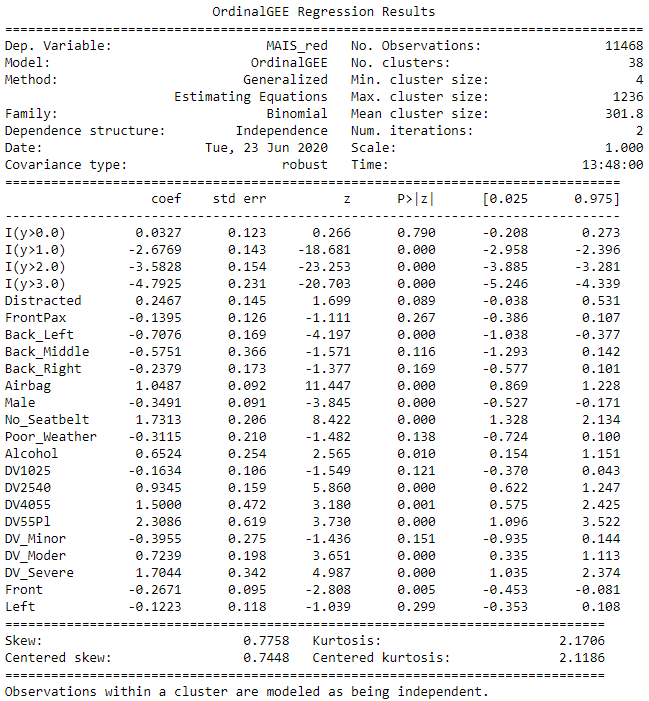 OrdinalGEE Regression Results
==============================================================================
Dep. Variable: MAIS_red No. Observations: 11468
Model: OrdinalGEE No. clusters: 38
Method: Generalized Min. cluster size: 4
Estimating Equations Max. cluster size: 1236
Family: Binomial Mean cluster size: 301.8
Dependence structure: Independence Num. iterations: 2
Date: Tue, 23 Jun 2020 Scale: 1.000
Covariance type: robust Time: 13:48:00
===========================================================================
coef std err z P>|z| [0.025 0.975]
---------------------------------------------------------------------------
I(y>0.0) 0.0327 0.123 0.266 0.790 -0.208 0.273
I(y>1.0) -2.6769 0.143 -18.681 0.000 -2.958 -2.396
I(y>2.0) -3.5828 0.154 -23.253 0.000 -3.885 -3.281
I(y>3.0) -4.7925 0.231 -20.703 0.000 -5.246 -4.339
Distracted 0.2467 0.145 1.699 0.089 -0.038 0.531
FrontPax -0.1395 0.126 -1.111 0.267 -0.386 0.107
Back_Left -0.7076 0.169 -4.197 0.000 -1.038 -0.377
Back_Middle -0.5751 0.366 -1.571 0.116 -1.293 0.142
Back_Right -0.2379 0.173 -1.377 0.169 -0.577 0.101
Airbag 1.0487 0.092 11.447 0.000 0.869 1.228
Male -0.3491 0.091 -3.845 0.000 -0.527 -0.171
No_Seatbelt 1.7313 0.206 8.422 0.000 1.328 2.134
Poor_Weather -0.3115 0.210 -1.482 0.138 -0.724 0.100
Alcohol 0.6524 0.254 2.565 0.010 0.154 1.151
DV1025 -0.1634 0.106 -1.549 0.121 -0.370 0.043
DV2540 0.9345 0.159 5.860 0.000 0.622 1.247
DV4055 1.5000 0.472 3.180 0.001 0.575 2.425
DV55Pl 2.3086 0.619 3.730 0.000 1.096 3.522
DV_Minor -0.3955 0.275 -1.436 0.151 -0.935 0.144
DV_Moder 0.7239 0.198 3.651 0.000 0.335 1.113
DV_Severe 1.7044 0.342 4.987 0.000 1.035 2.374
Front -0.2671 0.095 -2.808 0.005 -0.453 -0.081
Left -0.1223 0.118 -1.039 0.299 -0.353 0.108
=========================================================================
Skew: 0.7758 Kurtosis: 2.1706
Centered skew: 0.7448 Centered kurtosis: 2.1186
=========================================================================
Observations within a cluster are modeled as being independent.